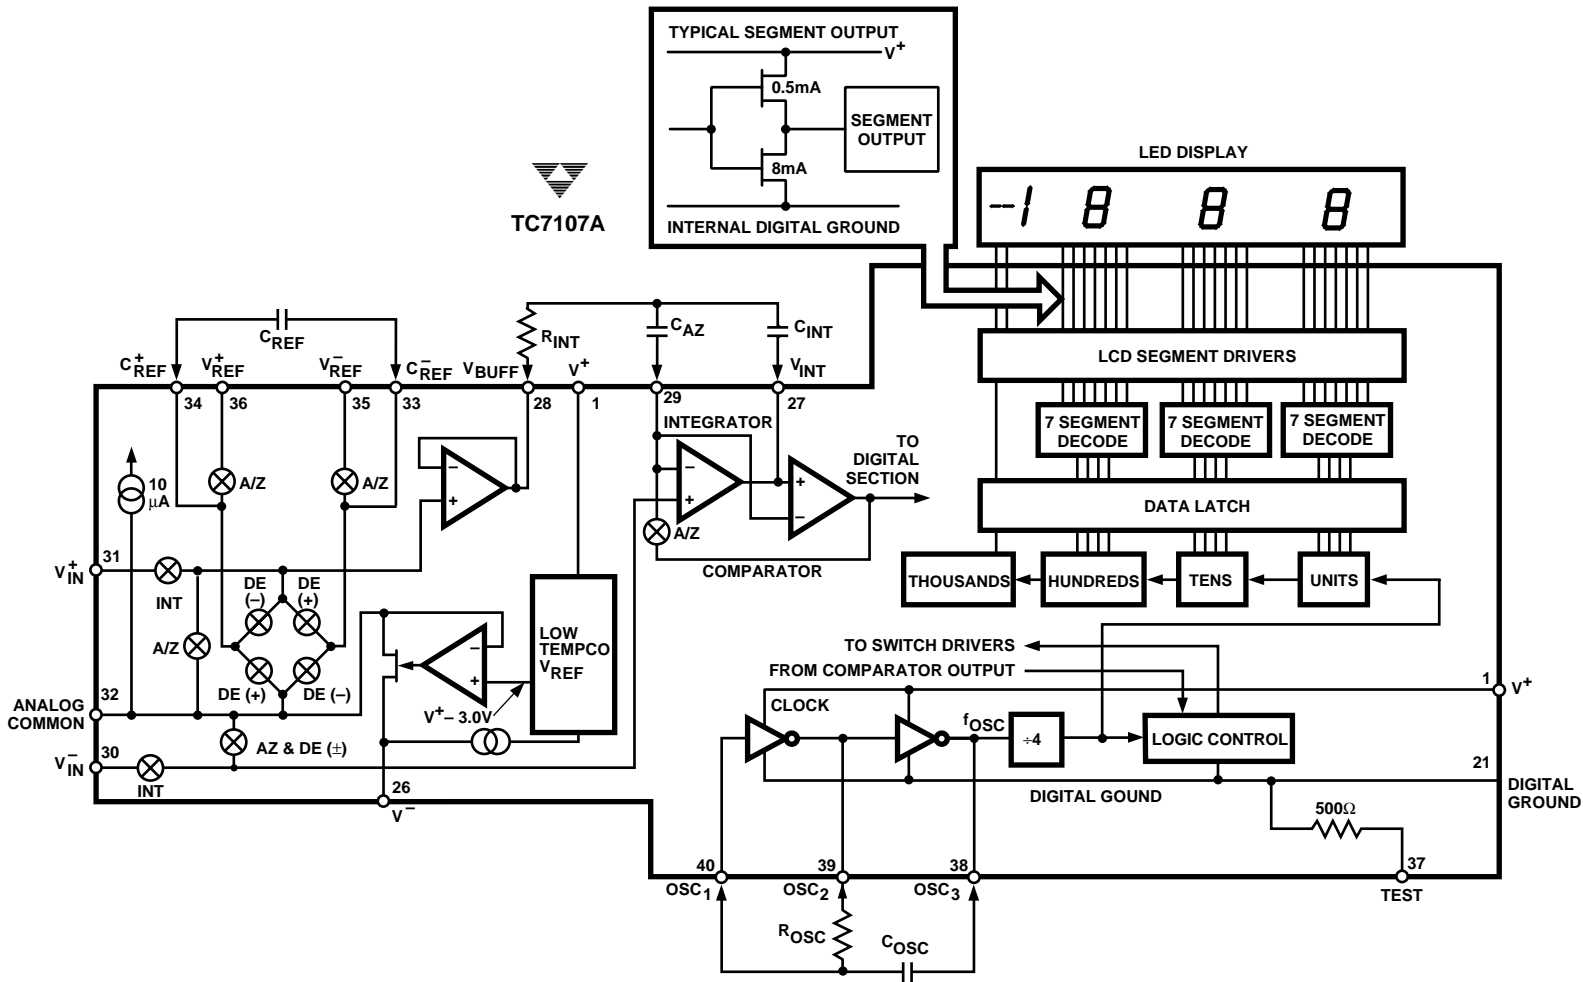 TYPICAL SEGMENT OUTPUT
V+
0.5mA
SEGMENT
OUTPUT
8mA
INTERNAL DIGITAL GROUND
TC7107A
LED DISPLAY
--1 8 8 8
LCD SEGMENT DRIVERS
7 SEGMENT
DECODE
7 SEGMENT
DECODE
7 SEGMENT
DECODE
DATA LATCH
THOUSANDS
HUNDREDS
TENS
UNITS
CREF
RINT
CAZ
CINT
C+REF
V+REF
V–REF
C–REF
VBUFF
V+
VINT
34
36
35
33
28
1
29
27
INTEGRATOR
TO
DIGITAL
SECTION
10
µA
A/Z
A/Z
–
+
–
+
+
–
A/Z
COMPARATOR
31
V+IN
INT
DE
(–)
DE
(+)
A/Z
DE (+)
DE (–)
LOW
TEMPCO
VREF
–
+
V+ – 3.0V
32
ANALOG
COMMON
AZ & DE (±)
30
V–IN
INT
26
V–
TO SWITCH DRIVERS
FROM COMPARATOR OUTPUT
1
V+
CLOCK
fOSC
÷4
LOGIC CONTROL
21
DIGITAL GOUND
DIGITAL
GROUND
500Ω
40
39
38
37
OSC1
OSC2
OSC3
TEST
ROSC
COSC